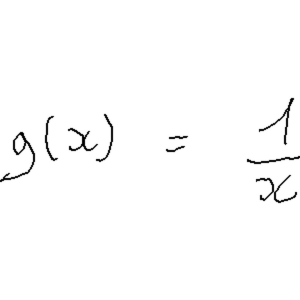 g(x) = 1/x